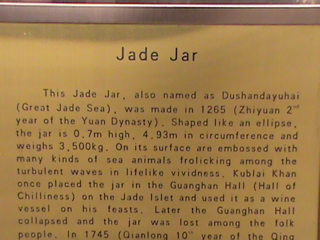 Jade Jar
This Jade Jar, also named as Dushandayuhai
(Great Jade Sea), was made in 1265 (Zhiyuan 2nd
year of the Yuan Dynasty). Shaped like an ellipse,
the jar is 0.7m high, 4.93m in circumference and
weighs 3,500kg. On its surface are embossed with
many kinds of sea animals frolicking among the
turbulent waves in lifelike vividness. Kublai Khan
once placed the jar in the Guanghan Hall (Hall of
Chilliness) on the Jade Islet and used it as a wine
vessel on his feasts. Later the Guanghan Hall
collapsed and the jar was lost among the folk
people. In 1745 (Qianlong 10th year of the Qing